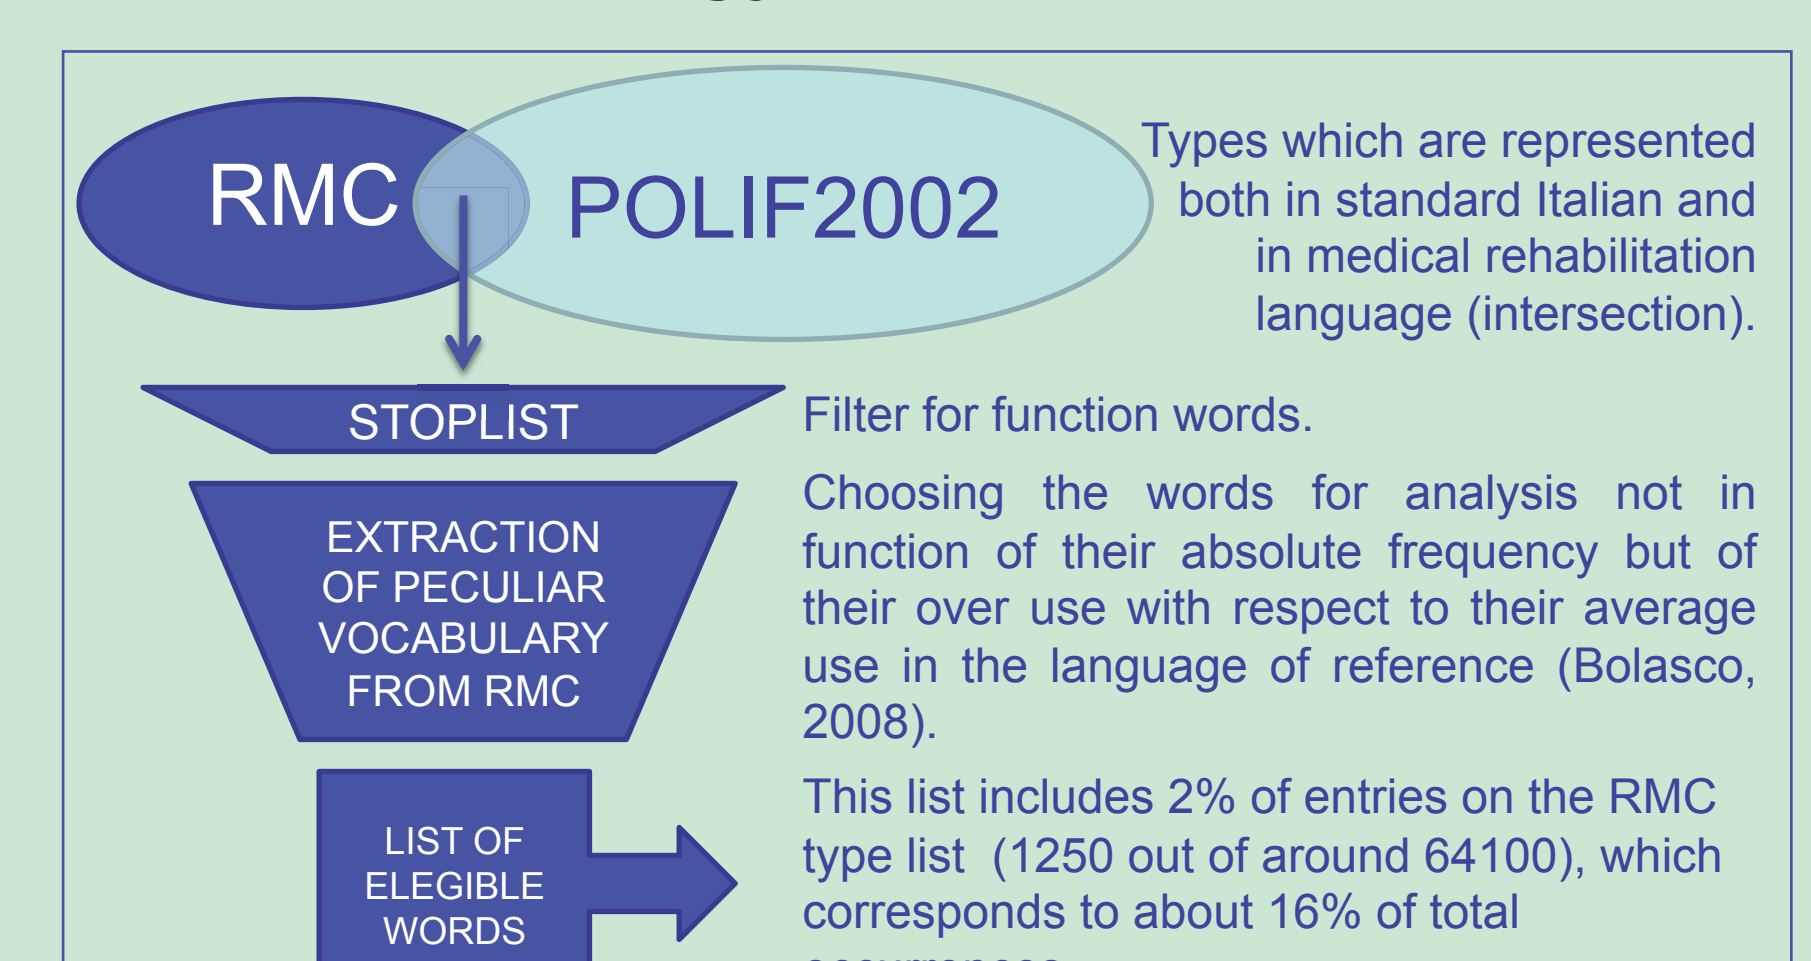 RMC
POLIF2002
Types which are represented
both in standard Italian and
in medical rehabilitation
language (intersection).
STOPLIST
Filter for function words.
EXTRACTION
OF PECULIAR
VOCABULARY
FROM RMC
Choosing the words for analysis not in
function of their absolute frequency but of
their over use with respect to their average
use in the language of reference (Bolasco,
2008).
LIST OF
ELEGIBLE
WORDS
This list includes 2% of entries on the RMC
type list (1250 out of around 64100), which
corresponds to about 16% of total